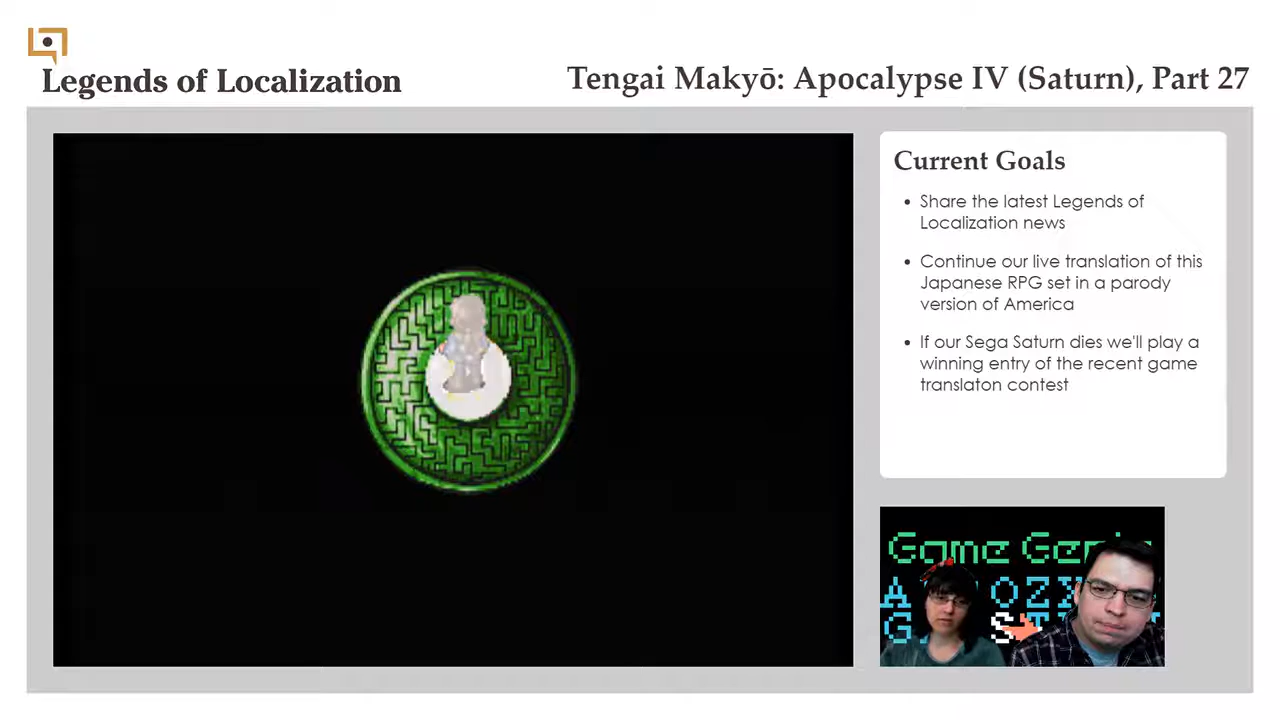 Legends of Localization
Tengai Makyō: Apocalypse IV (Saturn), Part 27
Current Goals
• Share the latest Legends of
Localization news
• Continue our live translation of this
Japanese RPG set in a parody
version of America
• If our Sega Saturn dies we'll play a
winning entry of the recent game
translaton contest
Game
A OZX
G S